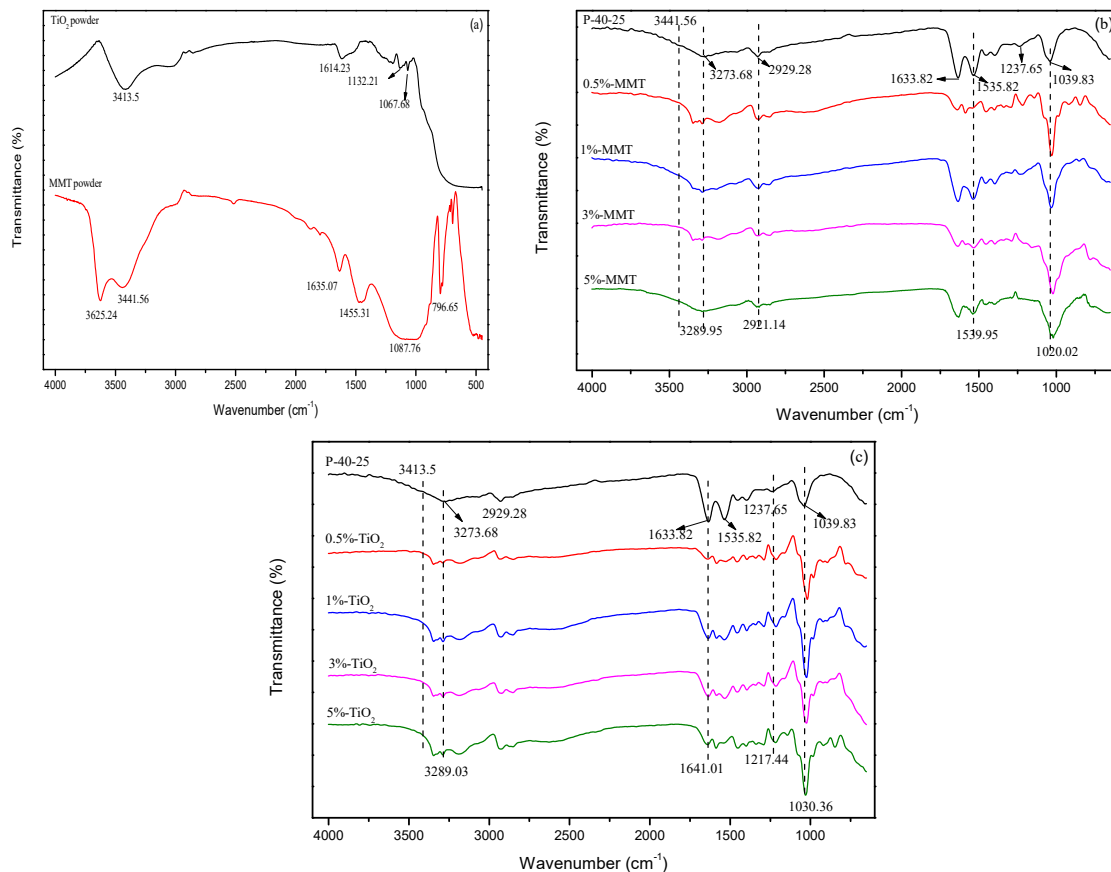 TiO2 powder
(a)
1614.23
1132.21
1067.68
3413.5
MMT powder
3625.24
3441.56
1635.07
1455.31
1087.76
796.65
4000 3500 3000 2500 2000 1500 1000 500
Wavenumber (cm-1)
Transmittance (%)
P-40-25
3441.56
(b)
3273.68
2929.28
1633.82
1535.82
1237.65
1039.83
0.5%-MMT
1%-MMT
3%-MMT
5%-MMT
3289.95
2921.14
1539.95
1020.02
4000 3500 3000 2500 2000 1500 1000
Wavenumber (cm-1)
Transmittance (%)
P-40-25
3413.5
(c)
3273.68
2929.28
1633.82
1535.82
1237.65
1039.83
0.5%-TiO2
1%-TiO2
3%-TiO2
5%-TiO2
3289.03
1641.01
1217.44
1030.36
4000 3500 3000 2500 2000 1500 1000
Wavenumber (cm-1)
Transmittance (%)